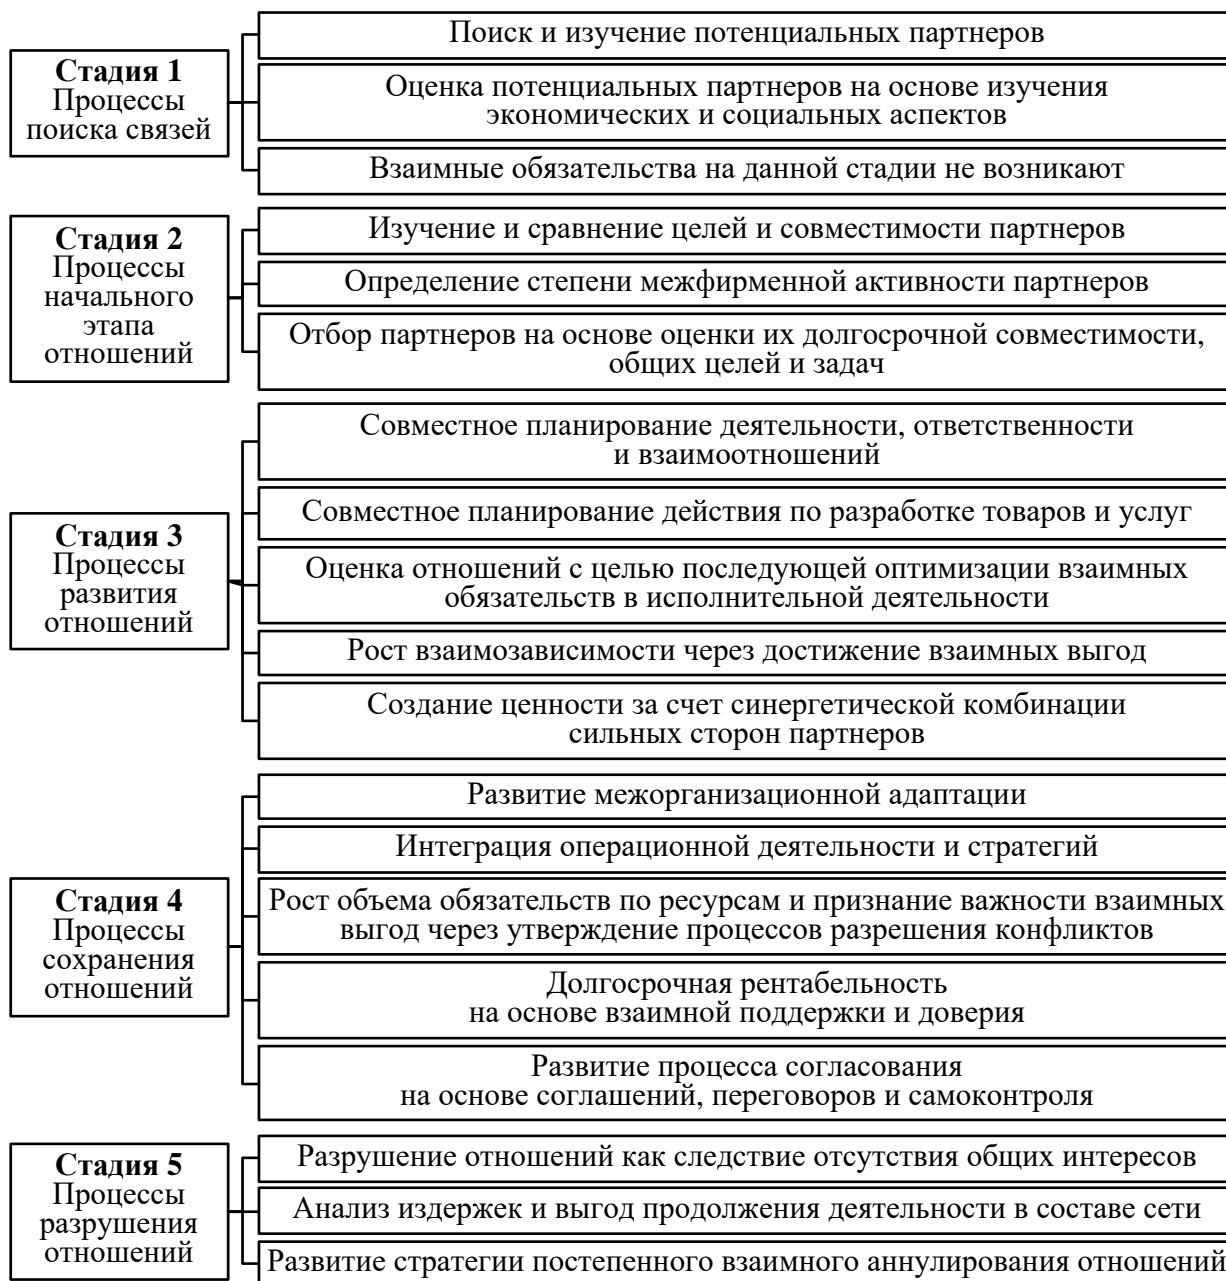 Стадия 1
Процессы
поиска связей
Поиск и изучение потенциальных партнеров
Оценка потенциальных партнеров на основе изучения
экономических и социальных аспектов
Взаимные обязательства на данной стадии не возникают
Стадия 2
Процессы
начального
этапа
отношений
Изучение и сравнение целей и совместимости партнеров
Определение степени межфирменной активности партнеров
Отбор партнеров на основе оценки их долгосрочной совместимости,
общих целей и задач
Стадия 3
Процессы
развития
отношений
Совместное планирование деятельности, ответственности
и взаимоотношений
Совместное планирование действия по разработке товаров и услуг
Оценка отношений с целью последующей оптимизации взаимных
обязательств в исполнительной деятельности
Рост взаимозависимости через достижение взаимных выгод
Создание ценности за счет синергетической комбинации
сильных сторон партнеров
Стадия 4
Процессы
сохранения
отношений
Развитие межорганизационной адаптации
Интеграция операционной деятельности и стратегий
Рост объема обязательств по ресурсам и признание важности взаимных
выгод через утверждение процессов разрешения конфликтов
Долгосрочная рентабельность
на основе взаимной поддержки и доверия
Развитие процесса согласования
на основе соглашений, переговоров и самоконтроля
Стадия 5
Процессы
разрушения
отношений
Разрушение отношений как следствие отсутствия общих интересов
Анализ издержек и выгод продолжения деятельности в составе сети
Развитие стратегии постепенного взаимного аннулирования отношений